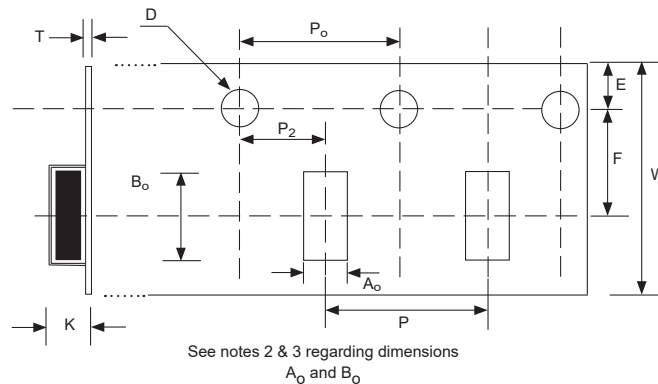 T
D
Po
E
P2
F
W
Bo
Ao
K
P
See notes 2 & 3 regarding dimensions
Ao and Bo